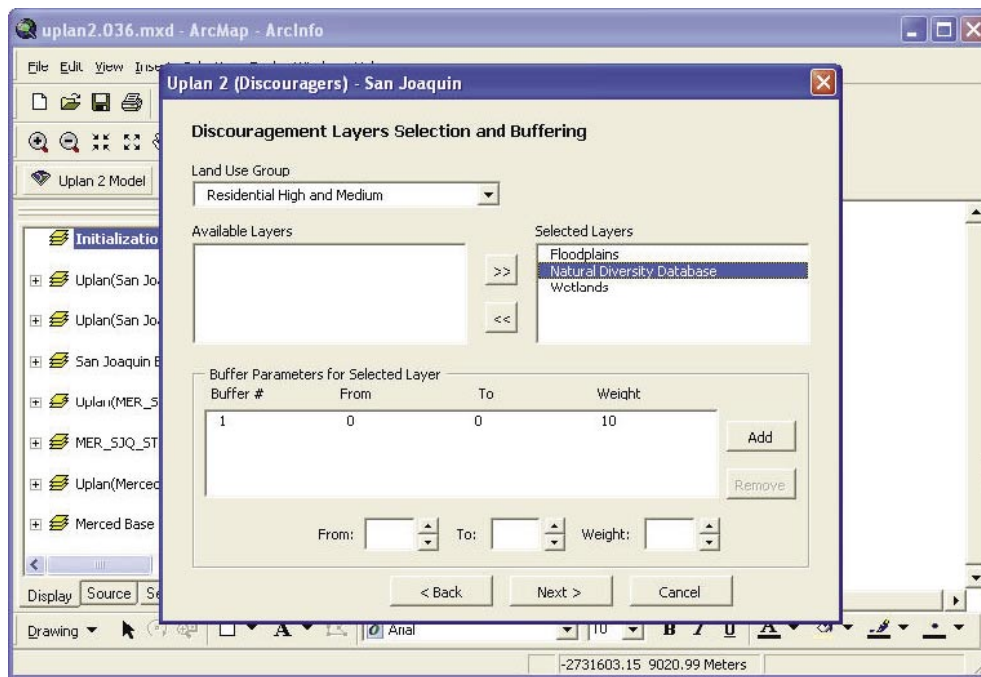 uplan2.036.mxd - ArcMap - ArcInfo
File Edit View
Uplan 2 (Discouragers) - San Joaquin
Discouragement Layers Selection and Buffering
Land Use Group
Residential High and Medium
Uplan 2 Model
Available Layers
Selected Layers
Floodplains
Natural Diversity Database
Wetlands
>>
<<
Initializatio
Uplan(San Joa
Uplan(San Joa
San Joaquin B
Uplan(MER_S
MER_SJQ_ST
Uplan(Merced
Merced Base
Buffer Parameters for Selected Layer
Buffer # From To Weight
1 0 0 10
Add
Remove
From: To: Weight:
< Back Next > Cancel
Display Source Se
Drawing A Arial 10 B I U A
-2731603.15 9020.99 Meters